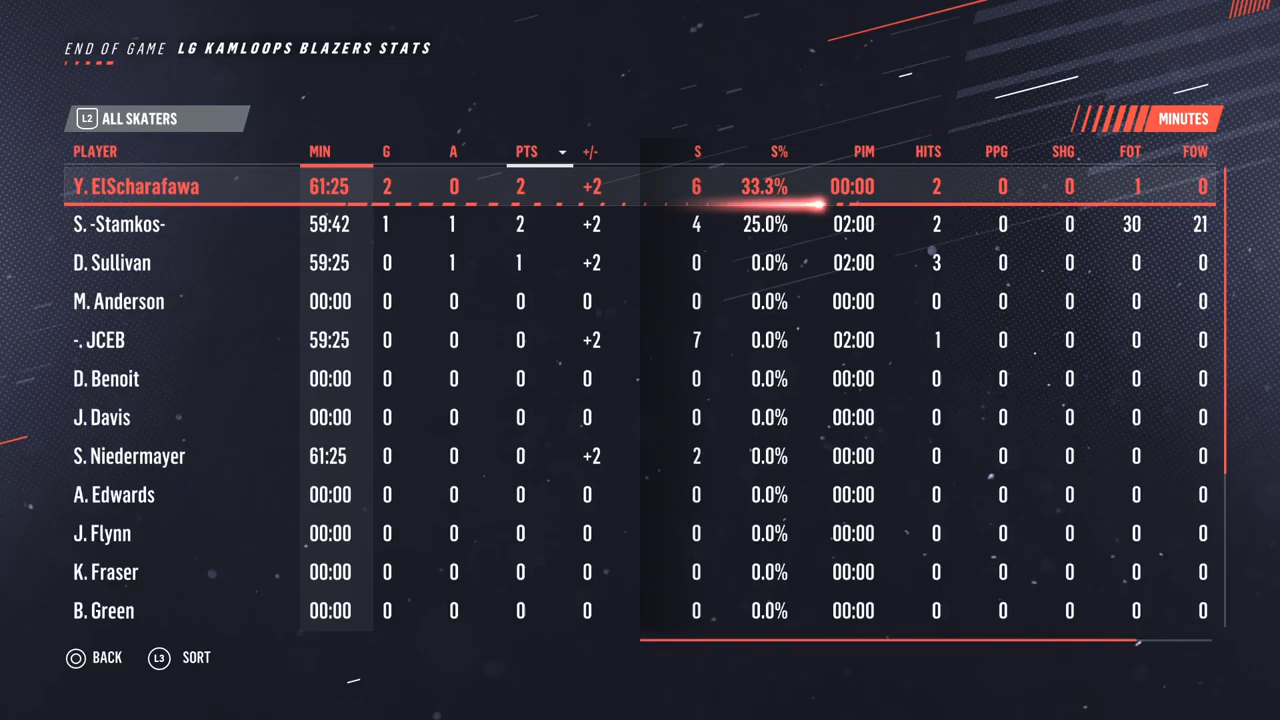 END OF GAME LG KAMLOOPS BLAZERS STATS
L2 ALL SKATERS MINUTES
PLAYER MIN G A PTS +/- S S% PIM HITS PPG SHG FOT FOW
Y. ElScharafawa 61:25 2 0 2 +2 6 33.3% 00:00 2 0 0 1 0
S. -Stamkos- 59:42 1 1 2 +2 4 25.0% 02:00 2 0 0 30 21
D. Sullivan 59:25 0 1 1 +2 0 0.0% 02:00 3 0 0 0 0
M. Anderson 00:00 0 0 0 0 0 0.0% 00:00 0 0 0 0 0
-. JCEB 59:25 0 0 0 +2 7 0.0% 02:00 1 0 0 0 0
D. Benoit 00:00 0 0 0 0 0 0.0% 00:00 0 0 0 0 0
J. Davis 00:00 0 0 0 0 0 0.0% 00:00 0 0 0 0 0
S. Niedermayer 61:25 0 0 0 +2 2 0.0% 00:00 0 0 0 0 0
A. Edwards 00:00 0 0 0 0 0 0.0% 00:00 0 0 0 0 0
J. Flynn 00:00 0 0 0 0 0 0.0% 00:00 0 0 0 0 0
K. Fraser 00:00 0 0 0 0 0 0.0% 00:00 0 0 0 0 0
B. Green 00:00 0 0 0 0 0 0.0% 00:00 0 0 0 0 0
BACK L3 SORT